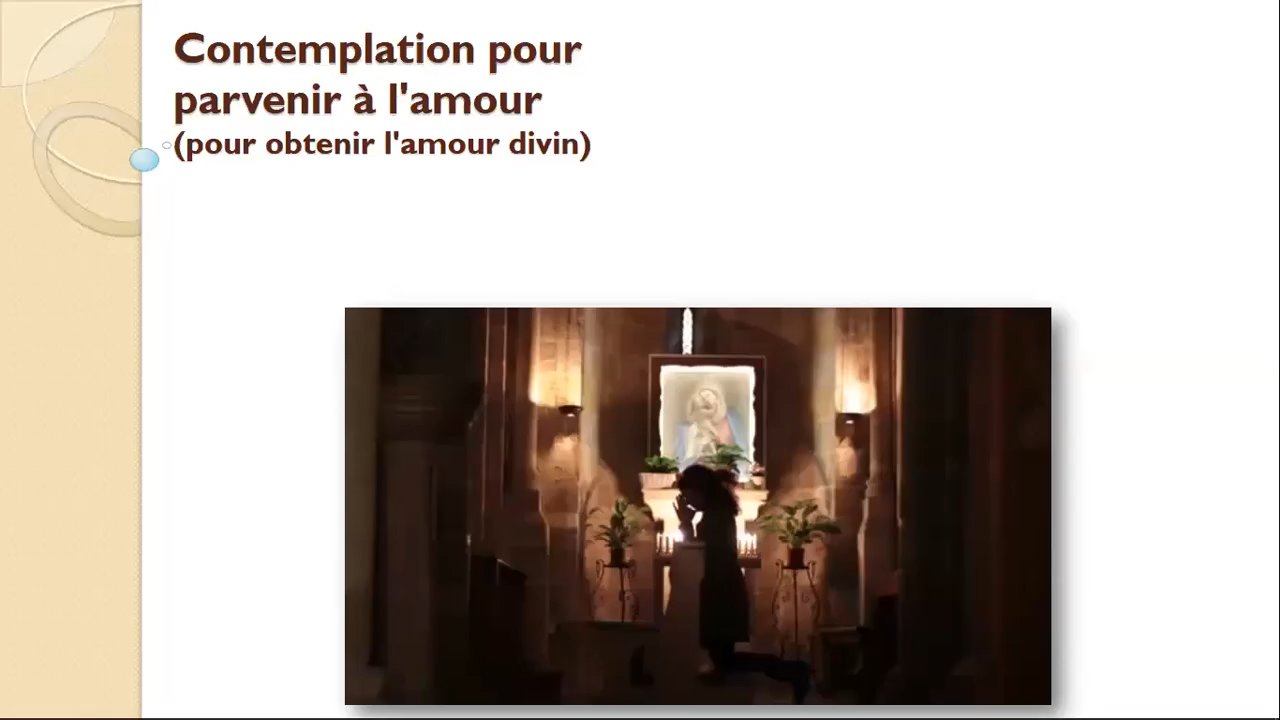 Contemplation pour
parvenir à l'amour
(pour obtenir l'amour divin)